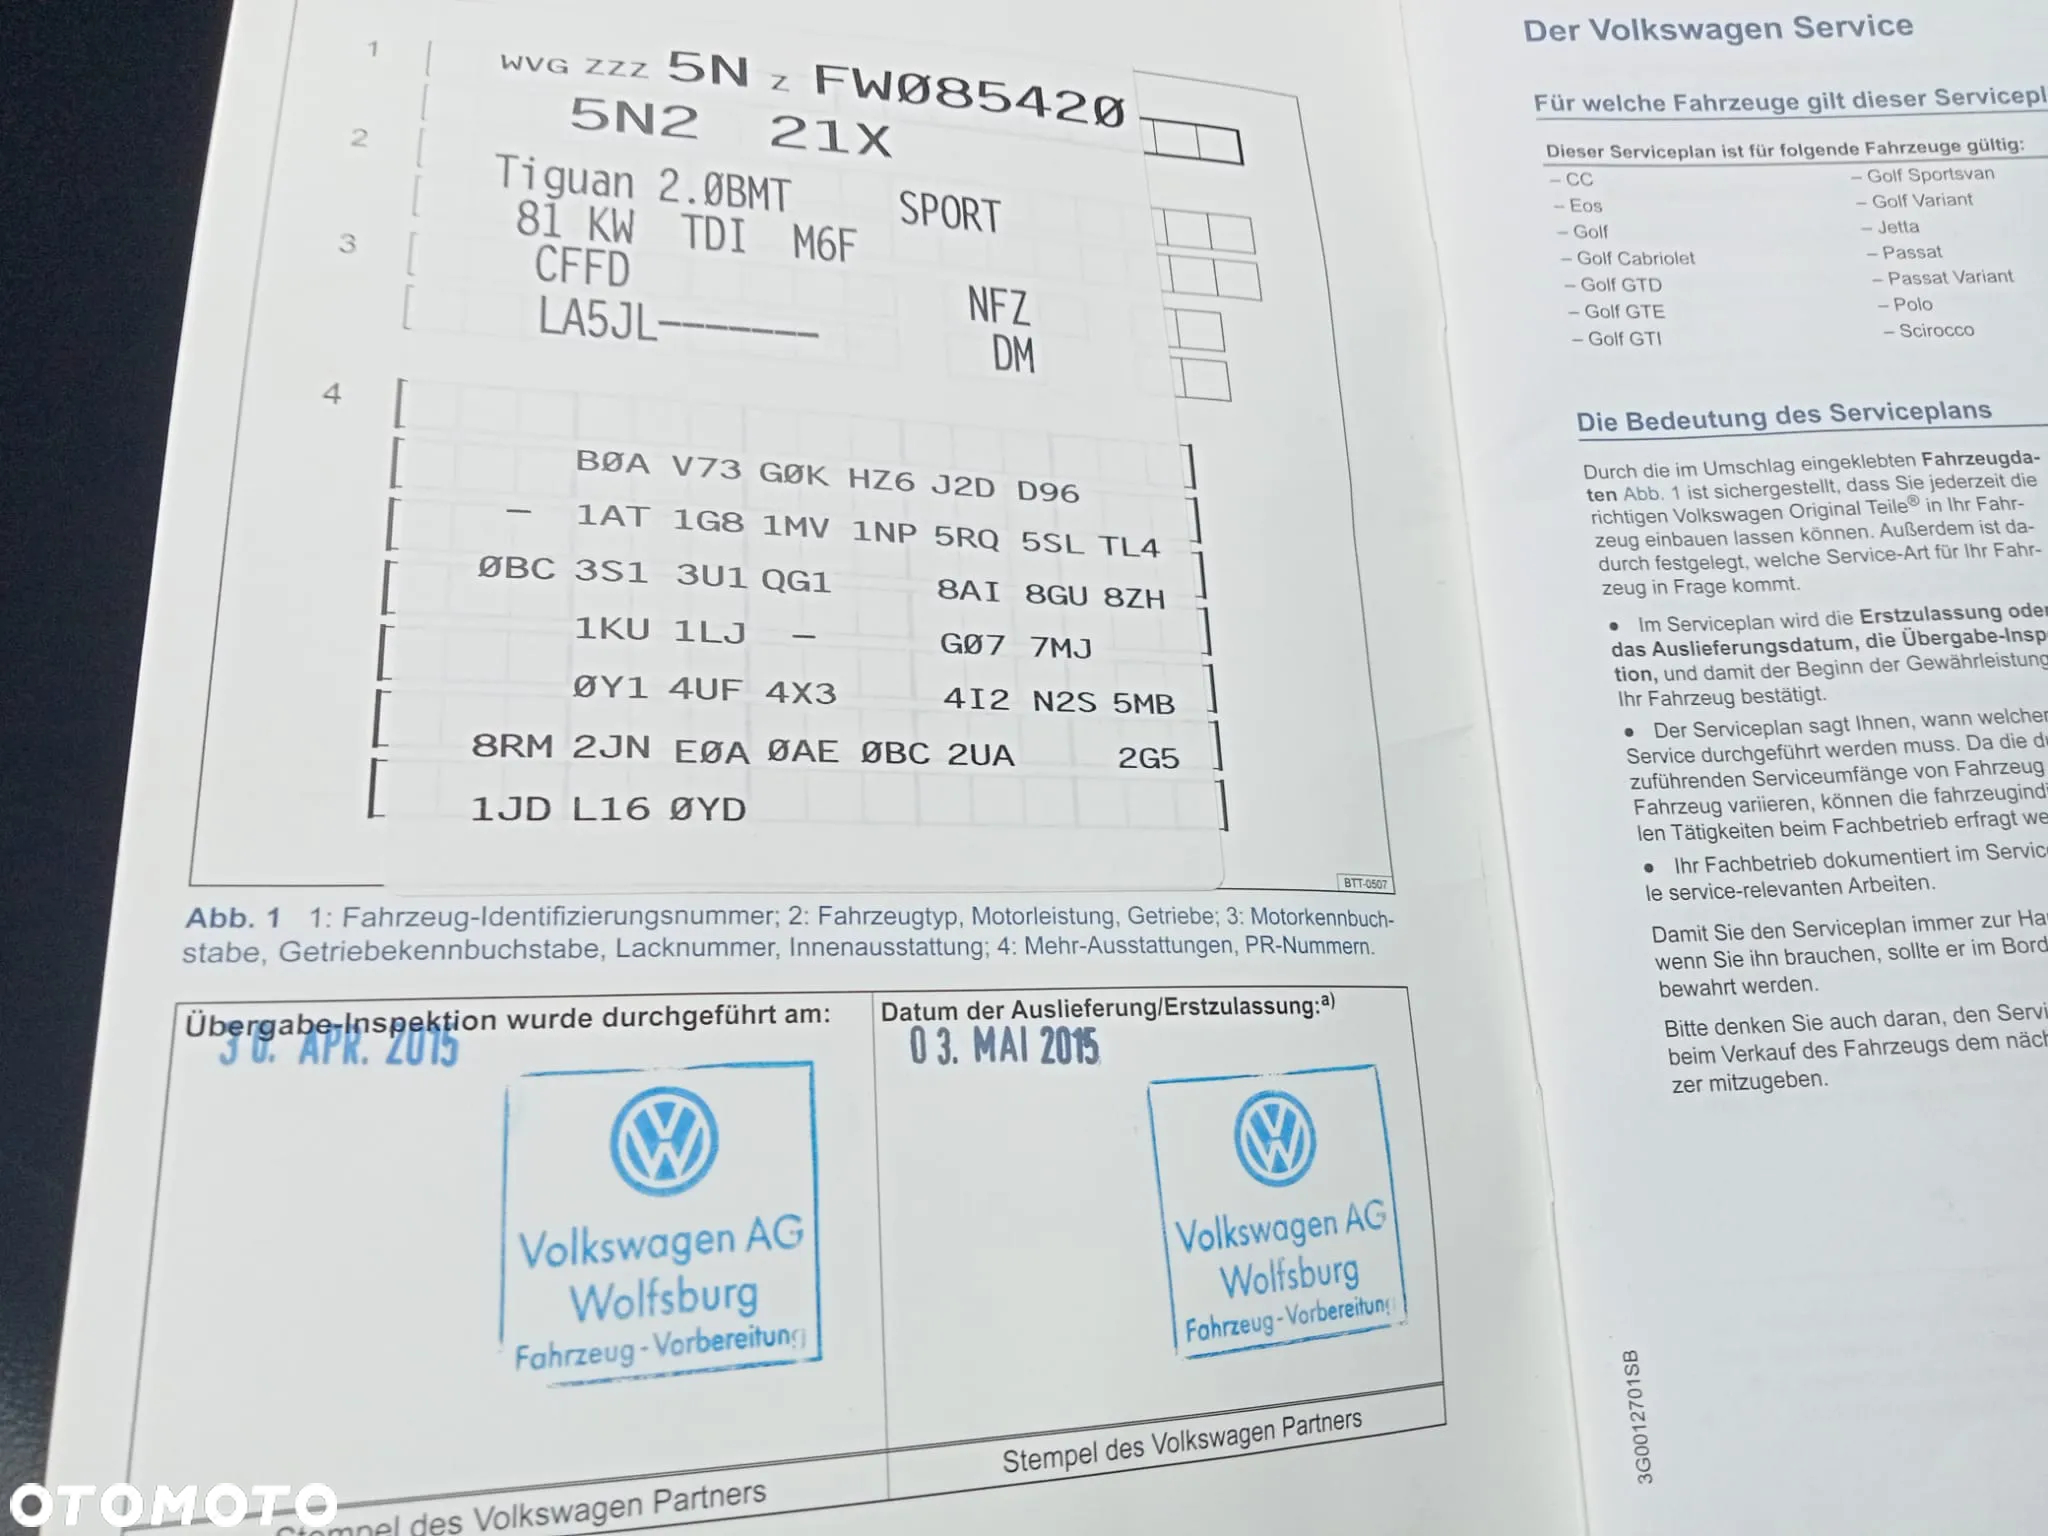 1
WVG ZZZ 5N Z FWØ8542Ø
5N2 21X
2
Tiguan 2.ØBMT SPORT
81 KW TDI M6F
3
CFFD NFZ
LA5JL------- DM
4
BØA V73 GØK HZ6 J2D D96
- 1AT 1G8 1MV 1NP 5RQ 5SL TL4
ØBC 3S1 3U1 QG1 8AI 8GU 8ZH
1KU 1LJ - GØ7 7MJ
ØY1 4UF 4X3 4I2 N2S 5MB
8RM 2JN EØA ØAE ØBC 2UA 2G5
1JD L16 ØYD
BTT-0507
Abb. 1 1: Fahrzeug-Identifizierungsnummer; 2: Fahrzeugtyp, Motorleistung, Getriebe; 3: Motorkennbuch-
stabe, Getriebekennbuchstabe, Lacknummer, Innenausstattung; 4: Mehr-Ausstattungen, PR-Nummern.
Übergabe-Inspektion wurde durchgeführt am:
30. APR. 2015
Volkswagen AG
Wolfsburg
Fahrzeug-Vorbereitung
Stempel des Volkswagen Partners
Datum der Auslieferung/Erstzulassung:a)
03. MAI 2015
Volkswagen AG
Wolfsburg
Fahrzeug-Vorbereitung
Stempel des Volkswagen Partners
Der Volkswagen Service
Für welche Fahrzeuge gilt dieser Servicepl
Dieser Serviceplan ist für folgende Fahrzeuge gültig:
– CC
– Eos
– Golf
– Golf Cabriolet
– Golf GTD
– Golf GTE
– Golf GTI
– Golf Sportsvan
– Golf Variant
– Jetta
– Passat
– Passat Variant
– Polo
– Scirocco
Die Bedeutung des Serviceplans
Durch die im Umschlag eingeklebten Fahrzeugda-
ten Abb. 1 ist sichergestellt, dass Sie jederzeit die
richtigen Volkswagen Original Teile® in Ihr Fahr-
zeug einbauen lassen können. Außerdem ist da-
durch festgelegt, welche Service-Art für Ihr Fahr-
zeug in Frage kommt.
● Im Serviceplan wird die Erstzulassung oder
das Auslieferungsdatum, die Übergabe-Insp
tion, und damit der Beginn der Gewährleistung
Ihr Fahrzeug bestätigt.
● Der Serviceplan sagt Ihnen, wann welcher
Service durchgeführt werden muss. Da die du
zuführenden Serviceumfänge von Fahrzeug
Fahrzeug variieren, können die fahrzeugindi
len Tätigkeiten beim Fachbetrieb erfragt we
● Ihr Fachbetrieb dokumentiert im Servic
le service-relevanten Arbeiten.
Damit Sie den Serviceplan immer zur Ha
wenn Sie ihn brauchen, sollte er im Bord
bewahrt werden.
Bitte denken Sie auch daran, den Servi
beim Verkauf des Fahrzeugs dem näch
zer mitzugeben.
3G0012701SB
OTOMOTO